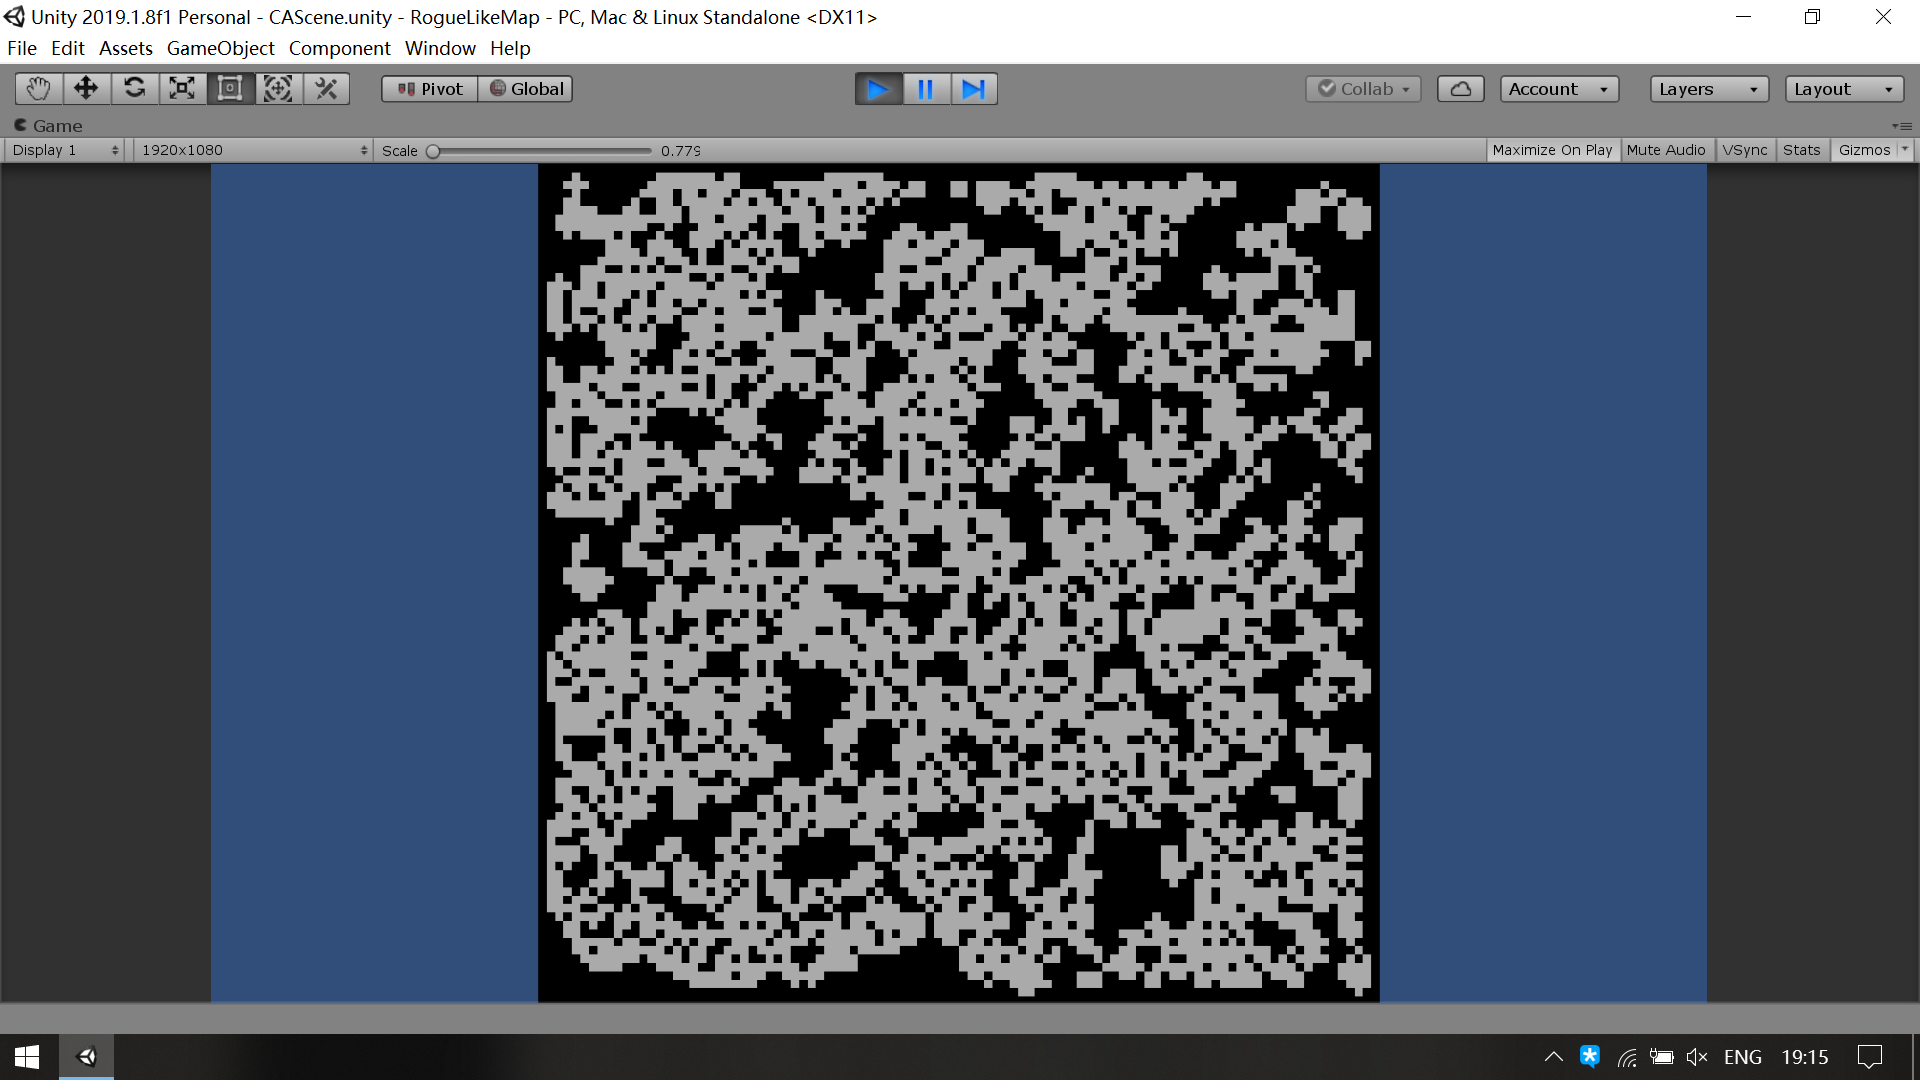 Unity 2019.1.8f1 Personal - CAScene.unity - RogueLikeMap - PC, Mac & Linux Standalone <DX11>
File Edit Assets GameObject Component Window Help
Pivot Global Collab Account Layers Layout
Game
Display 1 1920x1080 Scale 0.779 Maximize On Play Mute Audio VSync Stats Gizmos
ENG 19:15